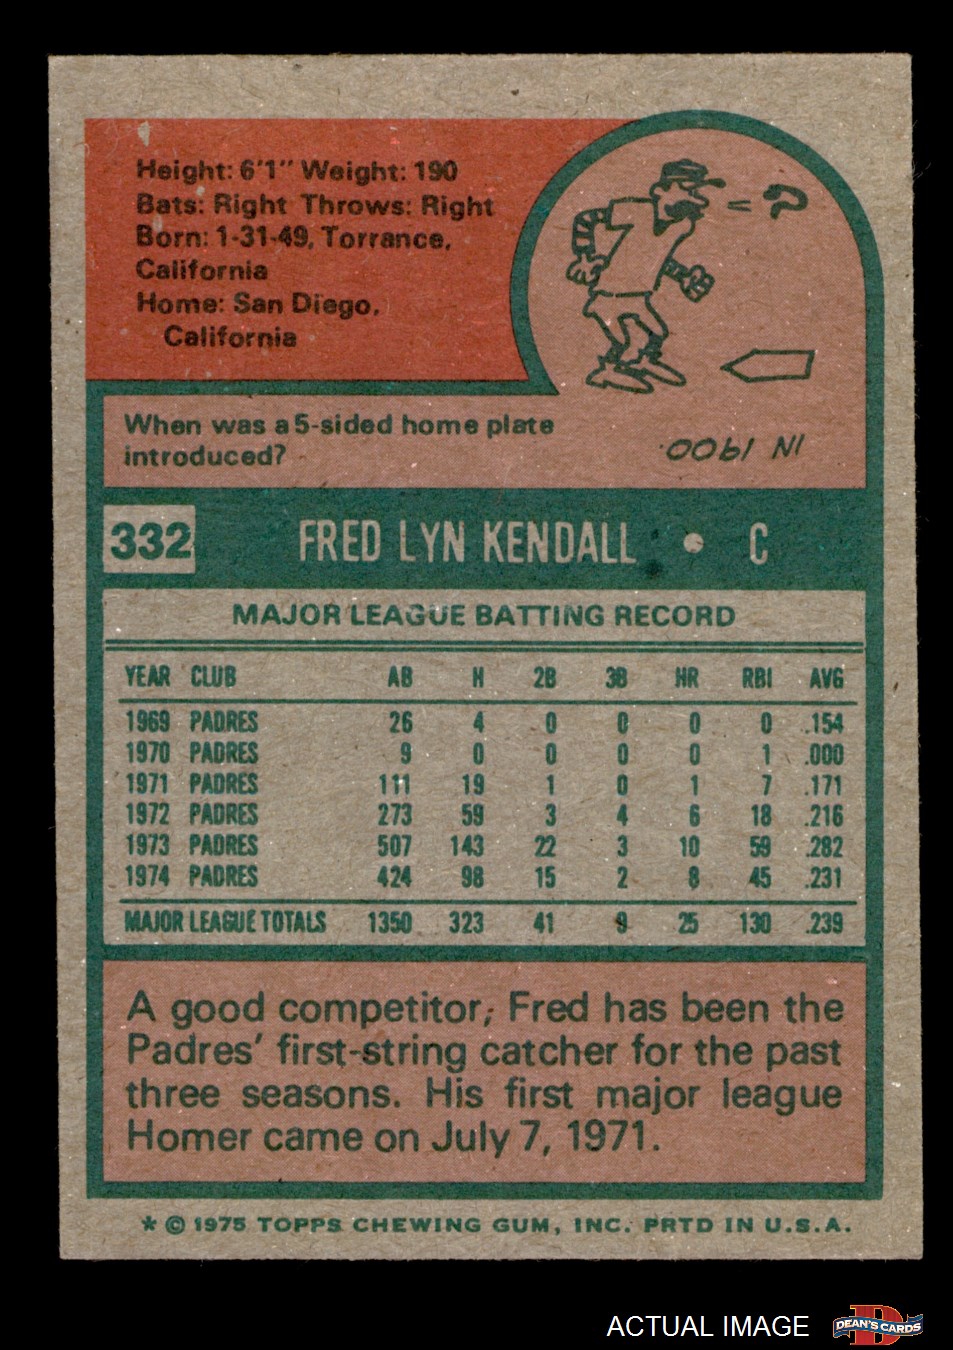 Height: 6'1" Weight: 190
Bats: Right Throws: Right
Born: 1-31-49, Torrance,
California
Home: San Diego,
California
?
When was a 5-sided home plate
introduced?
IN 1900.
332 FRED LYN KENDALL • C
MAJOR LEAGUE BATTING RECORD
YEAR CLUB AB H 2B 3B HR RBI AVG
1969 PADRES 26 4 0 0 0 0 .154
1970 PADRES 9 0 0 0 0 1 .000
1971 PADRES 111 19 1 0 1 7 .171
1972 PADRES 273 59 3 4 6 18 .216
1973 PADRES 507 143 22 3 10 59 .282
1974 PADRES 424 98 15 2 8 45 .231
MAJOR LEAGUE TOTALS 1350 323 41 9 25 130 .239
A good competitor, Fred has been the
Padres' first-string catcher for the past
three seasons. His first major league
Homer came on July 7, 1971.
* © 1975 TOPPS CHEWING GUM, INC. PRTD IN U.S.A.
ACTUAL IMAGE
D
DEAN'S CARDS